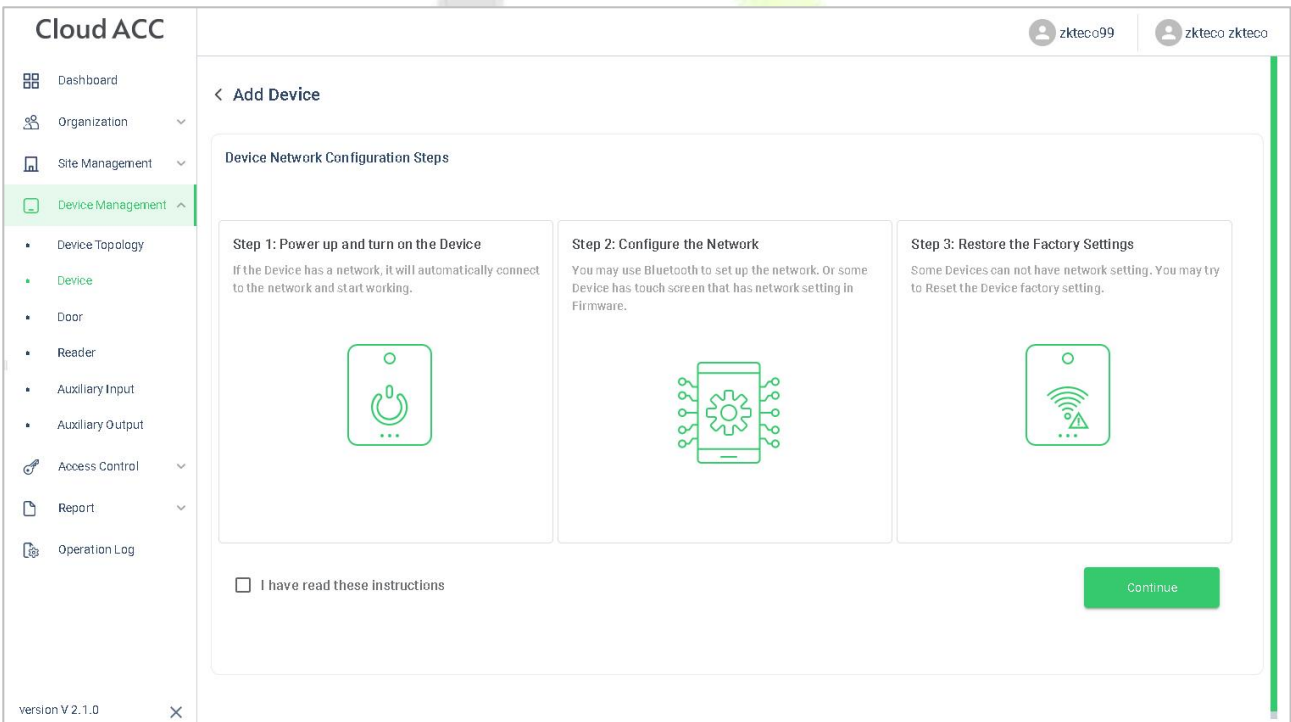 Cloud ACC
zkteco99
zkteco zkteco
Dashboard
Organization
Site Management
Device Management
Device Topology
Device
Door
Reader
Auxiliary Input
Auxiliary Output
Access Control
Report
Operation Log
version V 2.1.0
Add Device
Device Network Configuration Steps
Step 1: Power up and turn on the Device
If the Device has a network, it will automatically connect
to the network and start working.
Step 2: Configure the Network
You may use Bluetooth to set up the network. Or some
Device has touch screen that has network setting in
Firmware.
Step 3: Restore the Factory Settings
Some Devices can not have network setting. You may try
to Reset the Device factory setting.
I have read these instructions
Continue